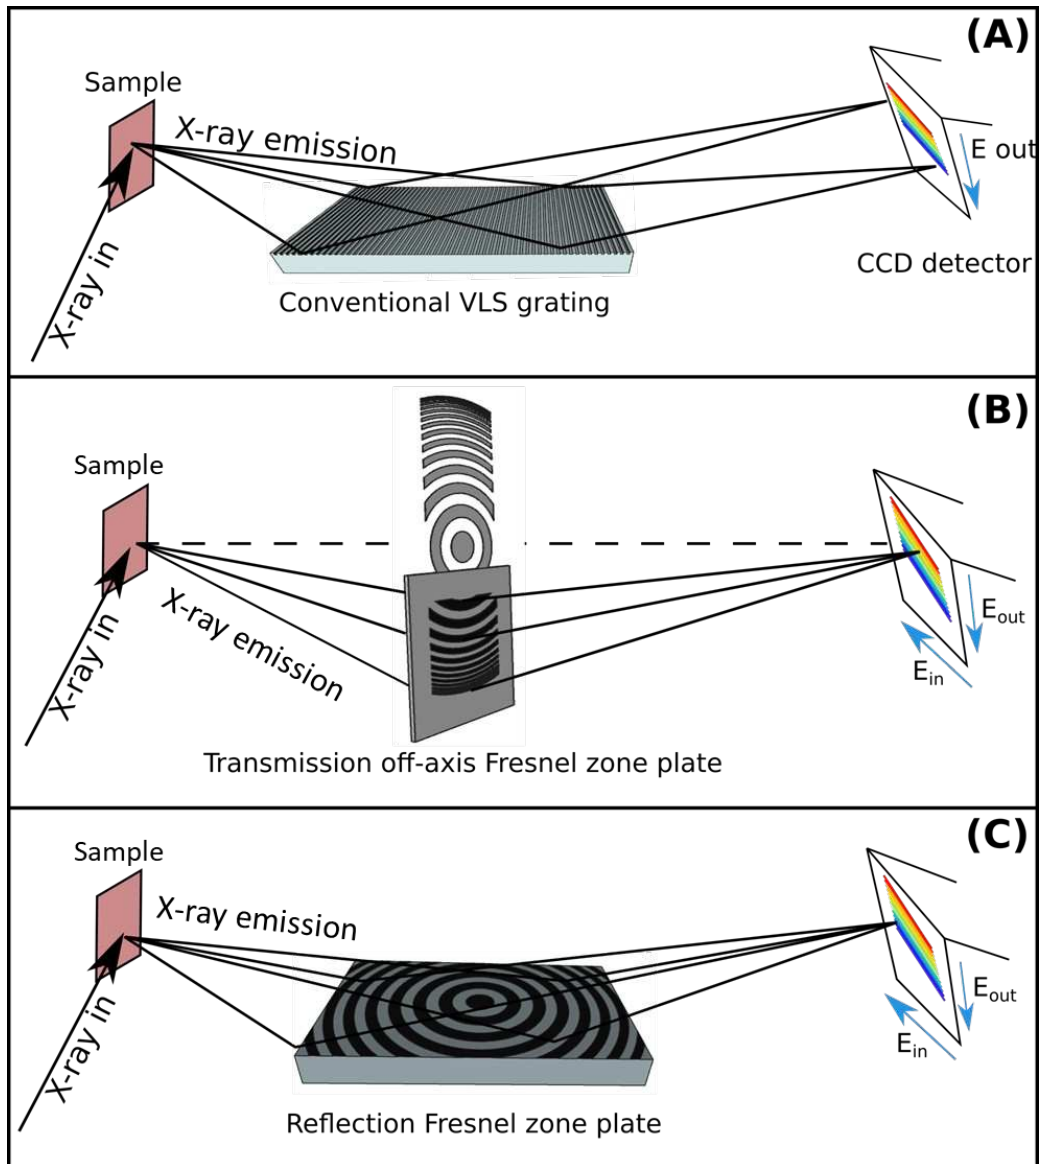 (A)
Sample
X-ray emission
X-ray in
E out
CCD detector
Conventional VLS grating
(B)
Sample
X-ray emission
X-ray in
E_out
E_in
Transmission off-axis Fresnel zone plate
(C)
Sample
X-ray emission
X-ray in
E_out
E_in
Reflection Fresnel zone plate